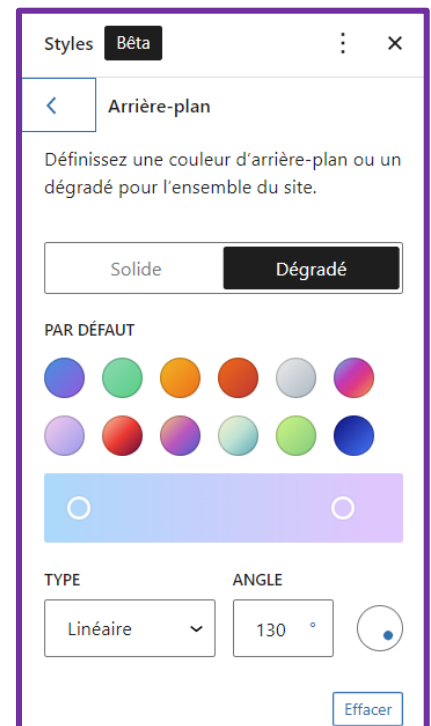 Styles Bêta
Arrière-plan
Définissez une couleur d’arrière-plan ou un
dégradé pour l’ensemble du site.
Solide Dégradé
PAR DÉFAUT
TYPE ANGLE
Linéaire 130 °
Effacer